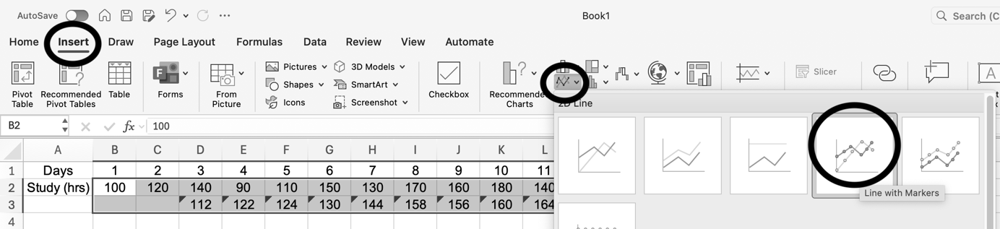 AutoSave Book1 Search (C
Home Insert Draw Page Layout Formulas Data Review View Automate
Pivot Table
Recommended Pivot Tables
Table
Forms
From Picture
Pictures
Shapes
Icons
3D Models
SmartArt
Screenshot
Checkbox
Recommende
Charts
Slicer
A
2D Line
B2 fx 100
A B C D E F G H I J K L
1 Days 1 2 3 4 5 6 7 8 9 10 11
2 Study (hrs) 100 120 140 90 110 150 130 170 160 180 140
3 112 122 124 130 144 158 156 160 164
4
Line with Markers